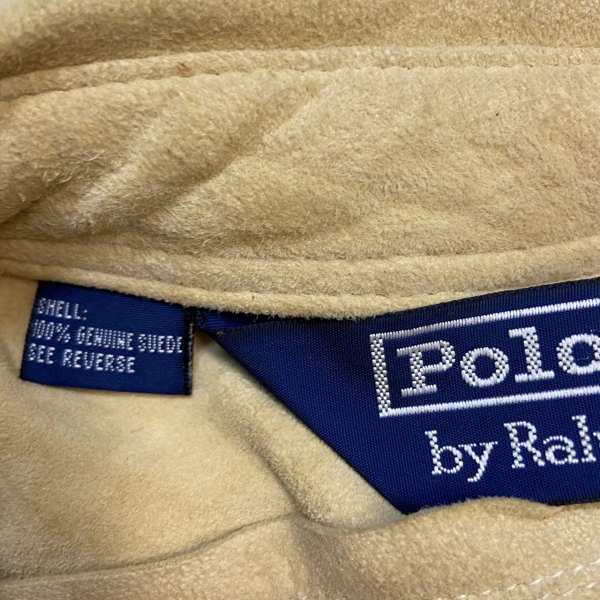 SHELL:
100% GENUINE SUEDE
SEE REVERSE
Polo
by Ral